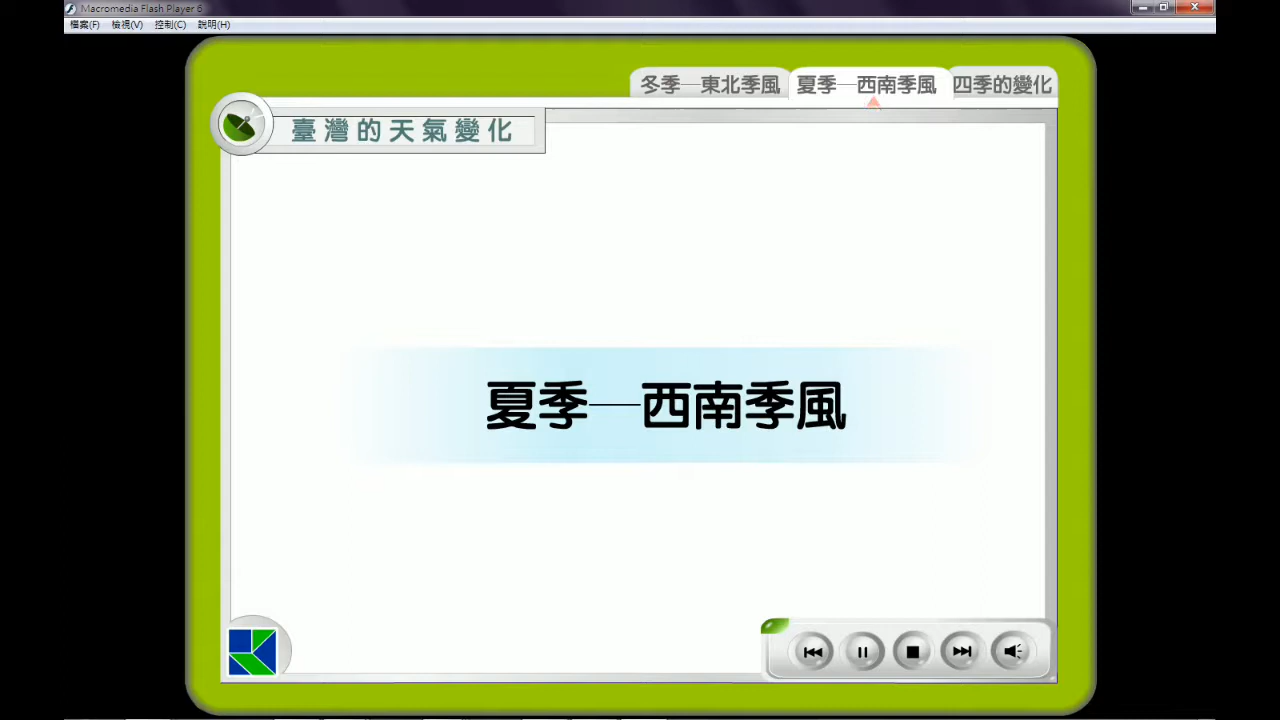 Macromedia Flash Player 6
檔案(F) 檢視(V) 控制(C) 說明(H)
冬季─東北季風 夏季─西南季風 四季的變化
臺灣的天氣變化
夏季─西南季風